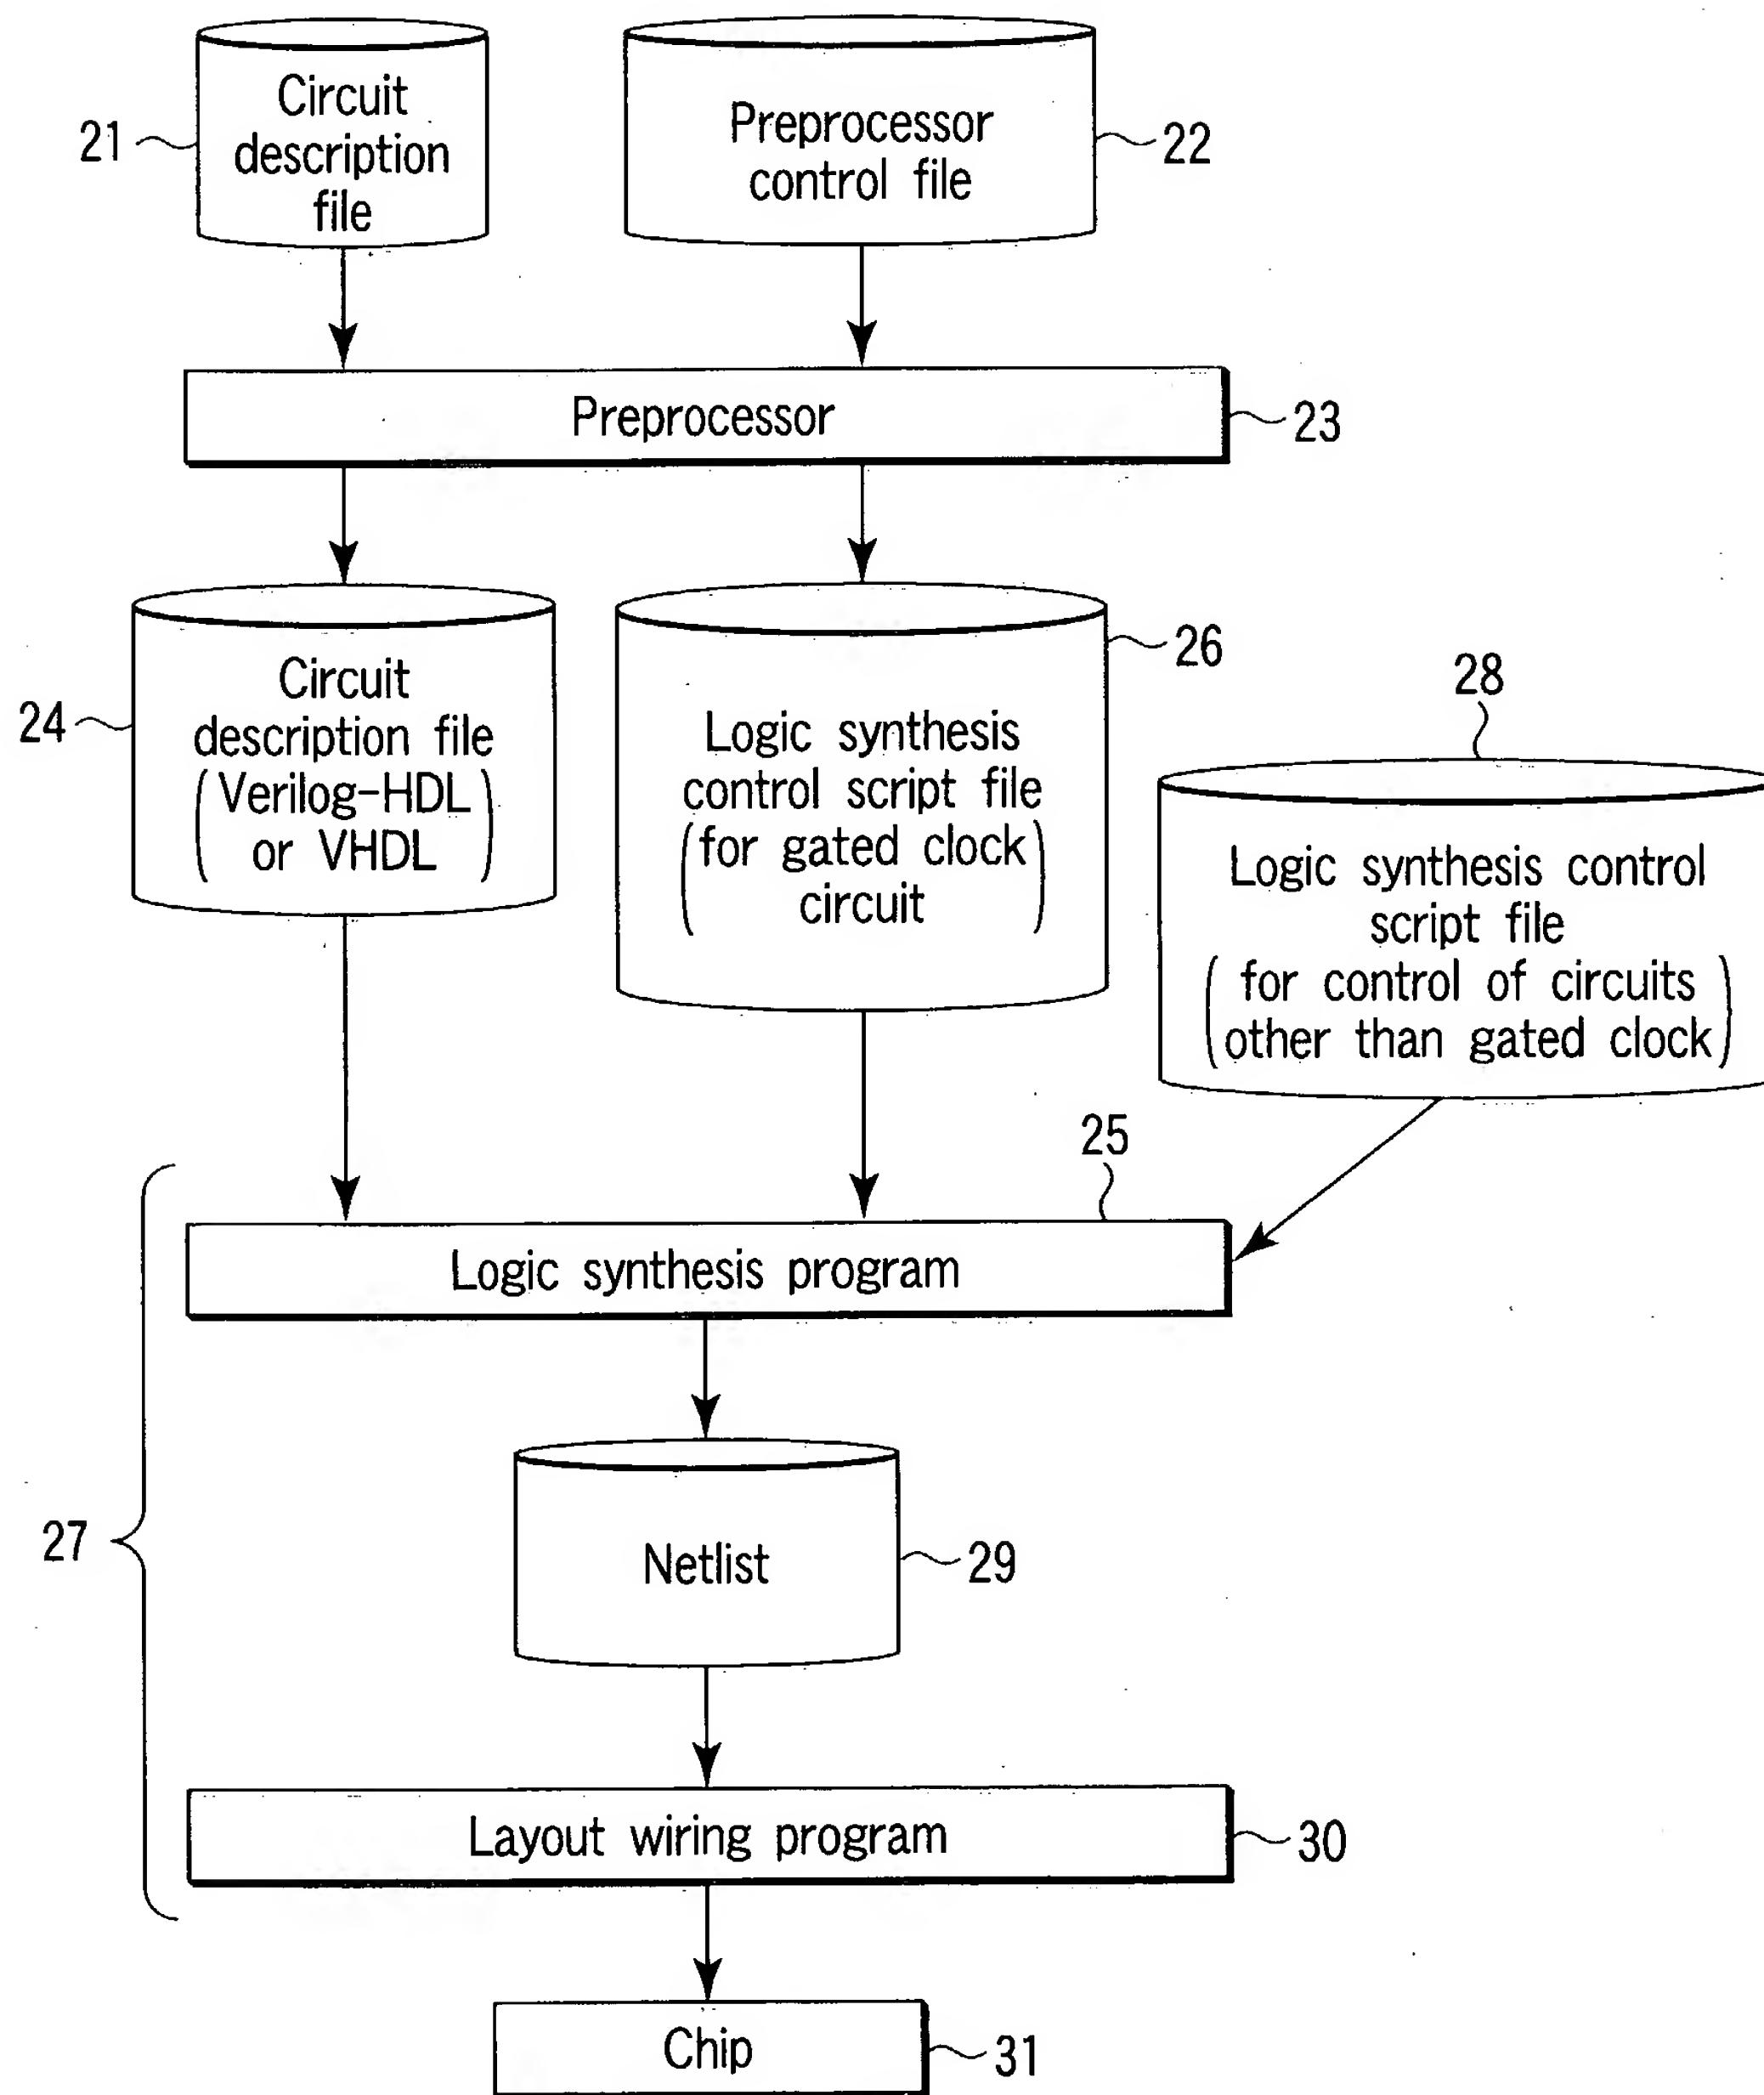 Circuit
description
file
21
Preprocessor
control file
22
Preprocessor
23
Circuit
description file
(Verilog-HDL
or VHDL)
24
Logic synthesis
control script file
(for gated clock
circuit)
26
28
Logic synthesis control
script file
(for control of circuits
other than gated clock)
25
Logic synthesis program
27
Netlist
29
Layout wiring program
30
Chip
31